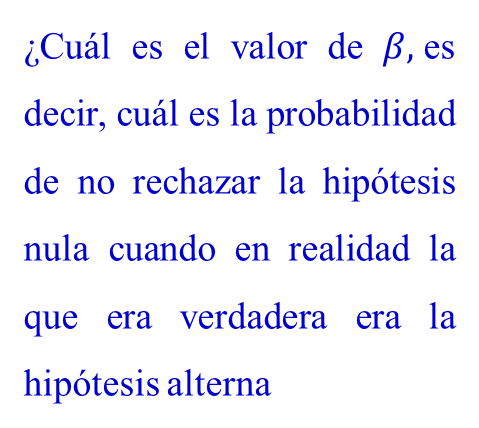 ¿Cuál es el valor de β, es
decir, cuál es la probabilidad
de no rechazar la hipótesis
nula cuando en realidad la
que era verdadera era la
hipótesis alterna